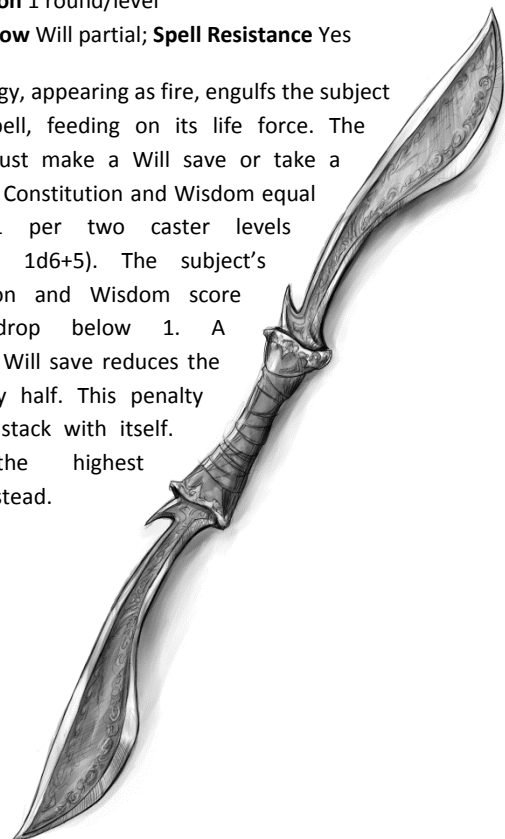 on 1 round/level
ow Will partial; Spell Resistance Yes
gy, appearing as fire, engulfs the subject
pell, feeding on its life force. The
ust make a Will save or take a
Constitution and Wisdom equal
per two caster levels
1d6+5). The subject's
on and Wisdom score
drop below 1. A
Will save reduces the
y half. This penalty
stack with itself.
the highest
stead.